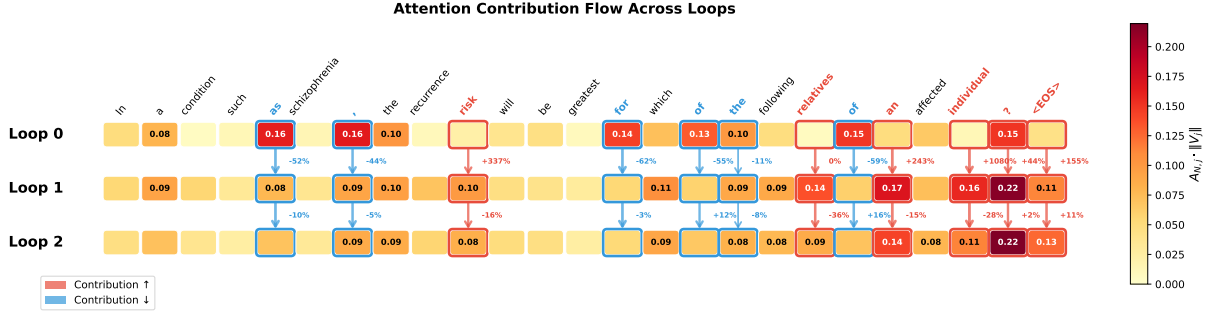 Attention Contribution Flow Across Loops
In a condition such as schizophrenia , the recurrence risk will be greatest for which of the following relatives of an affected individual ? <EOS>
Loop 0
0.08 0.16 0.16 0.10 0.14 0.13 0.10 0.15 0.15
-52% -44% +337% -62% -55% -11% 0% -59% +243% +1080% +44% +155%
Loop 1
0.09 0.08 0.09 0.10 0.10 0.11 0.09 0.09 0.14 0.17 0.16 0.22 0.11
-10% -5% -16% -3% +12% -8% -36% +16% -15% -28% +2% +11%
Loop 2
0.09 0.09 0.08 0.09 0.08 0.08 0.09 0.14 0.08 0.11 0.22 0.13
Contribution ↑
Contribution ↓
0.200
0.175
0.150
0.125
0.100
0.075
0.050
0.025
0.000
A_{N,j} · ||V_j||